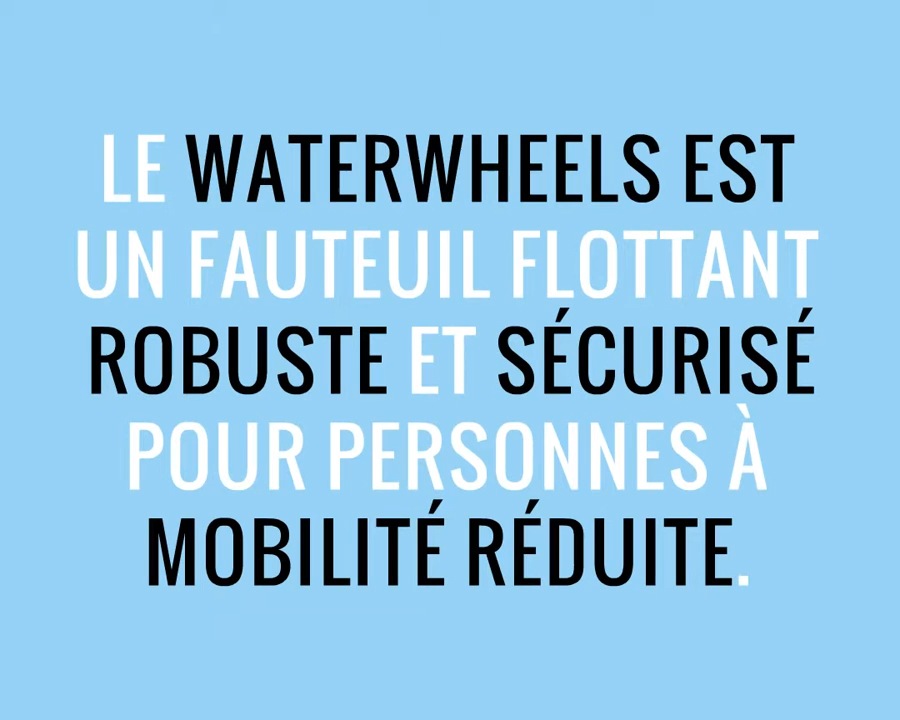 LE WATERWHEELS EST
UN FAUTEUIL FLOTTANT
ROBUSTE ET SÉCURISÉ
POUR PERSONNES À
MOBILITÉ RÉDUITE.